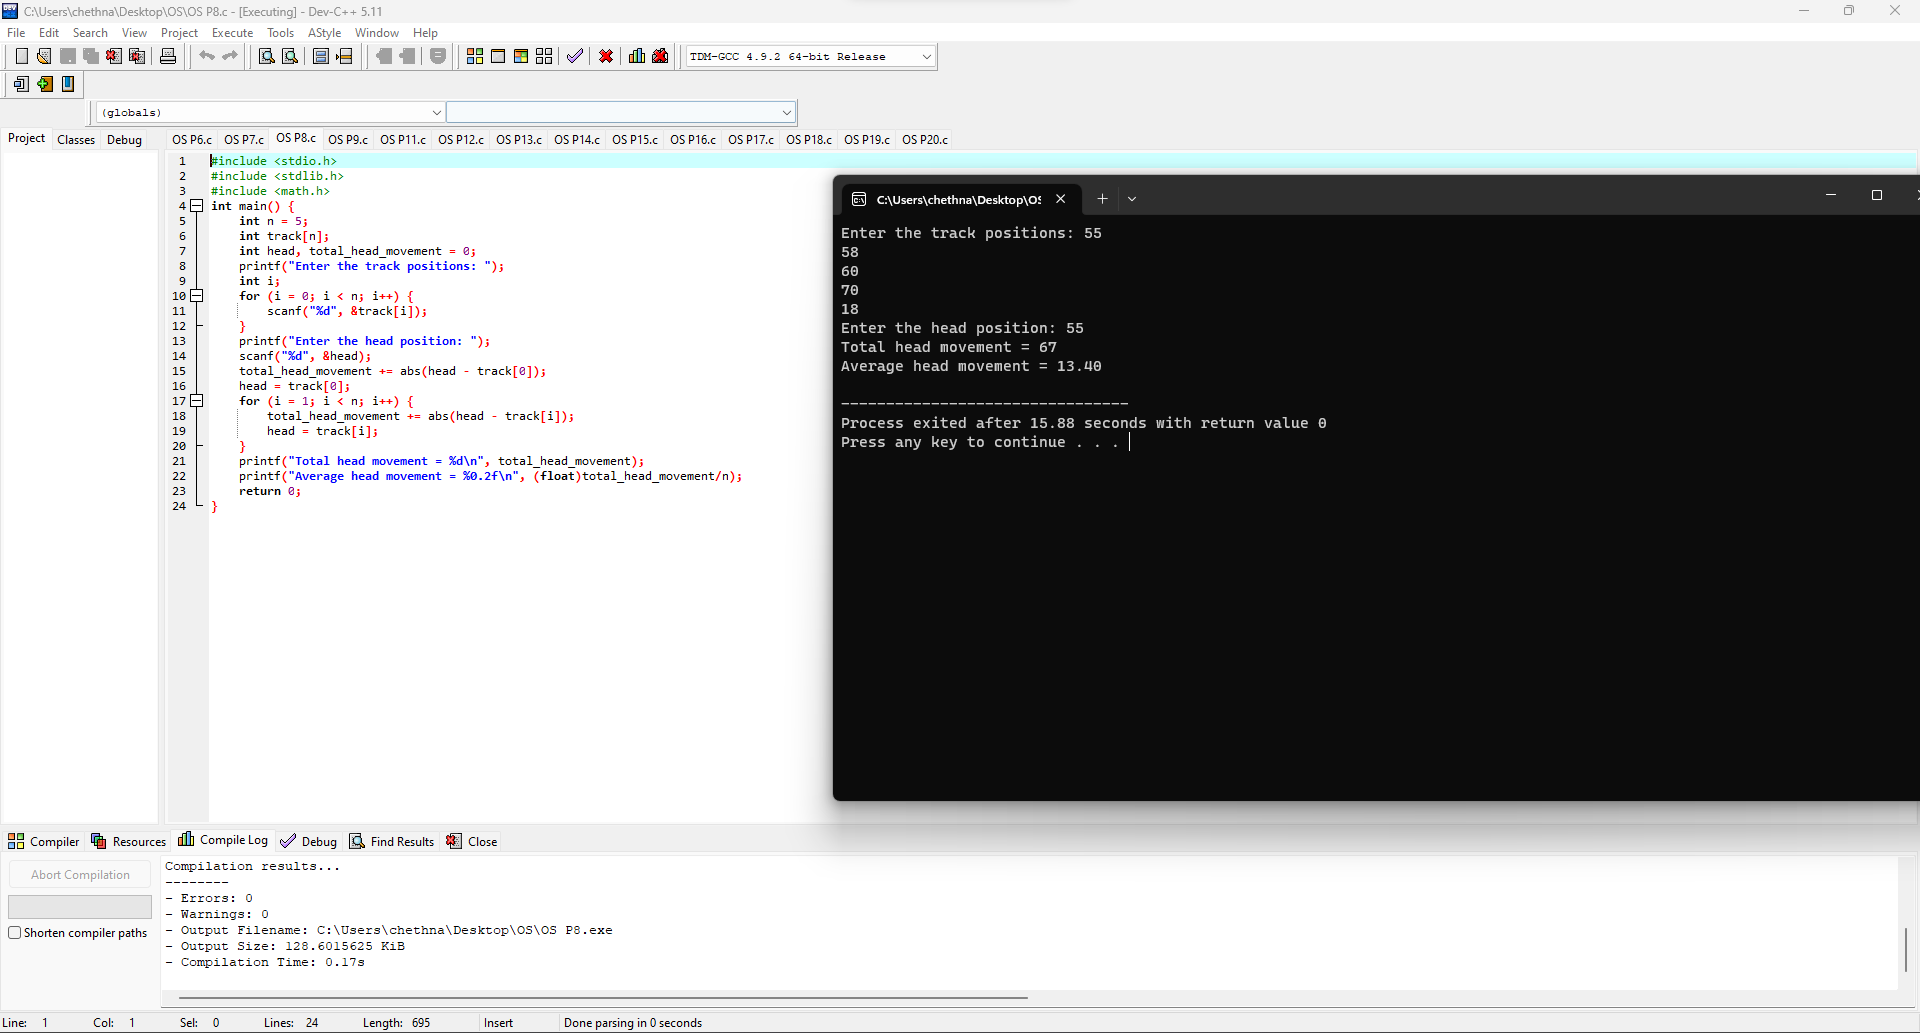 C:\Users\chethna\Desktop\OS\OS P8.c - [Executing] - Dev-C++ 5.11
File Edit Search View Project Execute Tools AStyle Window Help
TDM-GCC 4.9.2 64-bit Release
(globals)
Project Classes Debug
OS P6.c OS P7.c OS P8.c OS P9.c OS P11.c OS P12.c OS P13.c OS P14.c OS P15.c OS P16.c OS P17.c OS P18.c OS P19.c OS P20.c
1 #include <stdio.h>
2 #include <stdlib.h>
3 #include <math.h>
4 int main() {
5 int n = 5;
6 int track[n];
7 int head, total_head_movement = 0;
8 printf("Enter the track positions: ");
9 int i;
10 for (i = 0; i < n; i++) {
11 scanf("%d", &track[i]);
12 }
13 printf("Enter the head position: ");
14 scanf("%d", &head);
15 total_head_movement += abs(head - track[0]);
16 head = track[0];
17 for (i = 1; i < n; i++) {
18 total_head_movement += abs(head - track[i]);
19 head = track[i];
20 }
21 printf("Total head movement = %d\n", total_head_movement);
22 printf("Average head movement = %0.2f\n", (float)total_head_movement/n);
23 return 0;
24 }
C:\Users\chethna\Desktop\OS
Enter the track positions: 55
58
60
70
18
Enter the head position: 55
Total head movement = 67
Average head movement = 13.40
--------------------------------
Process exited after 15.88 seconds with return value 0
Press any key to continue . . .
Compiler Resources Compile Log Debug Find Results Close
Abort Compilation
Shorten compiler paths
Compilation results...
--------
- Errors: 0
- Warnings: 0
- Output Filename: C:\Users\chethna\Desktop\OS\OS P8.exe
- Output Size: 128.6015625 KiB
- Compilation Time: 0.17s
Line: 1 Col: 1 Sel: 0 Lines: 24 Length: 695 Insert Done parsing in 0 seconds